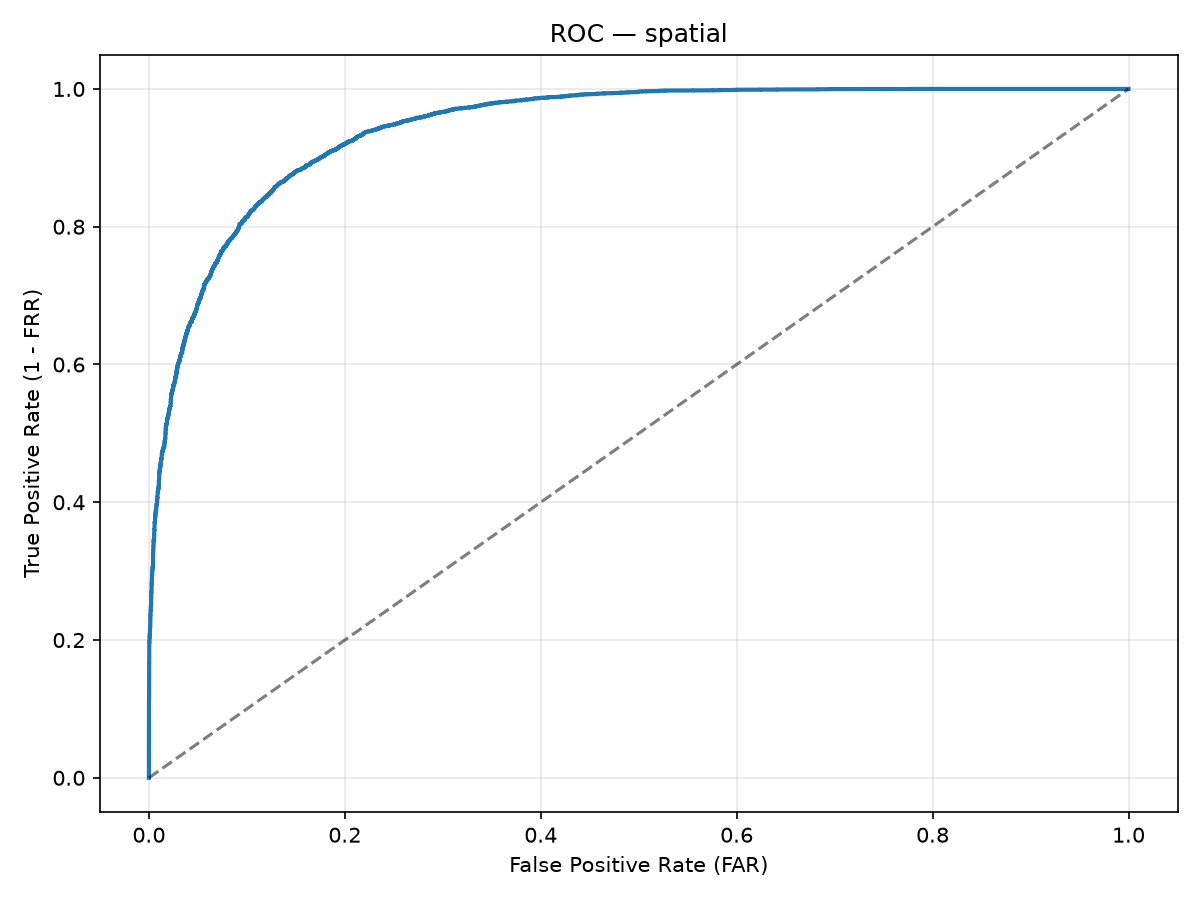 ROC — spatial
True Positive Rate (1 - FRR)
1.0
0.8
0.6
0.4
0.2
0.0
0.0 0.2 0.4 0.6 0.8 1.0
False Positive Rate (FAR)